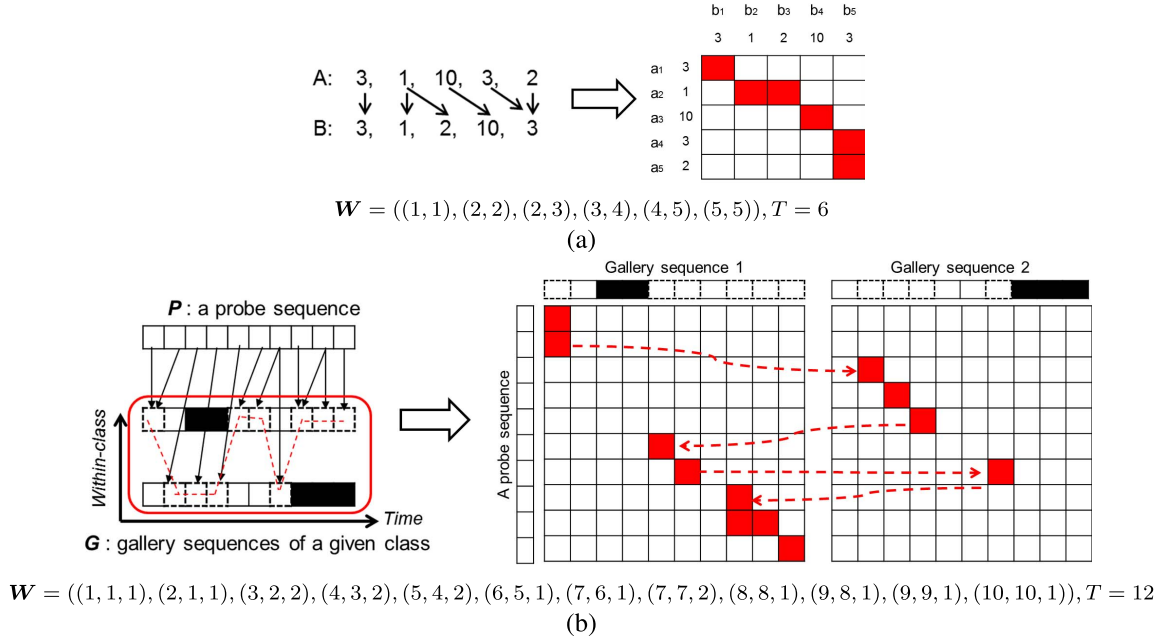 b₁ b₂ b₃ b₄ b₅
3 1 2 10 3
A: 3, 1, 10, 3, 2
B: 3, 1, 2, 10, 3
a₁ 3
a₂ 1
a₃ 10
a₄ 3
a₅ 2
W = ((1, 1), (2, 2), (2, 3), (3, 4), (4, 5), (5, 5)), T = 6
(a)
P : a probe sequence
Within-class
Time
G : gallery sequences of a given class
Gallery sequence 1
Gallery sequence 2
A probe sequence
W = ((1, 1, 1), (2, 1, 1), (3, 2, 2), (4, 3, 2), (5, 4, 2), (6, 5, 1), (7, 6, 1), (7, 7, 2), (8, 8, 1), (9, 8, 1), (9, 9, 1), (10, 10, 1)), T = 12
(b)